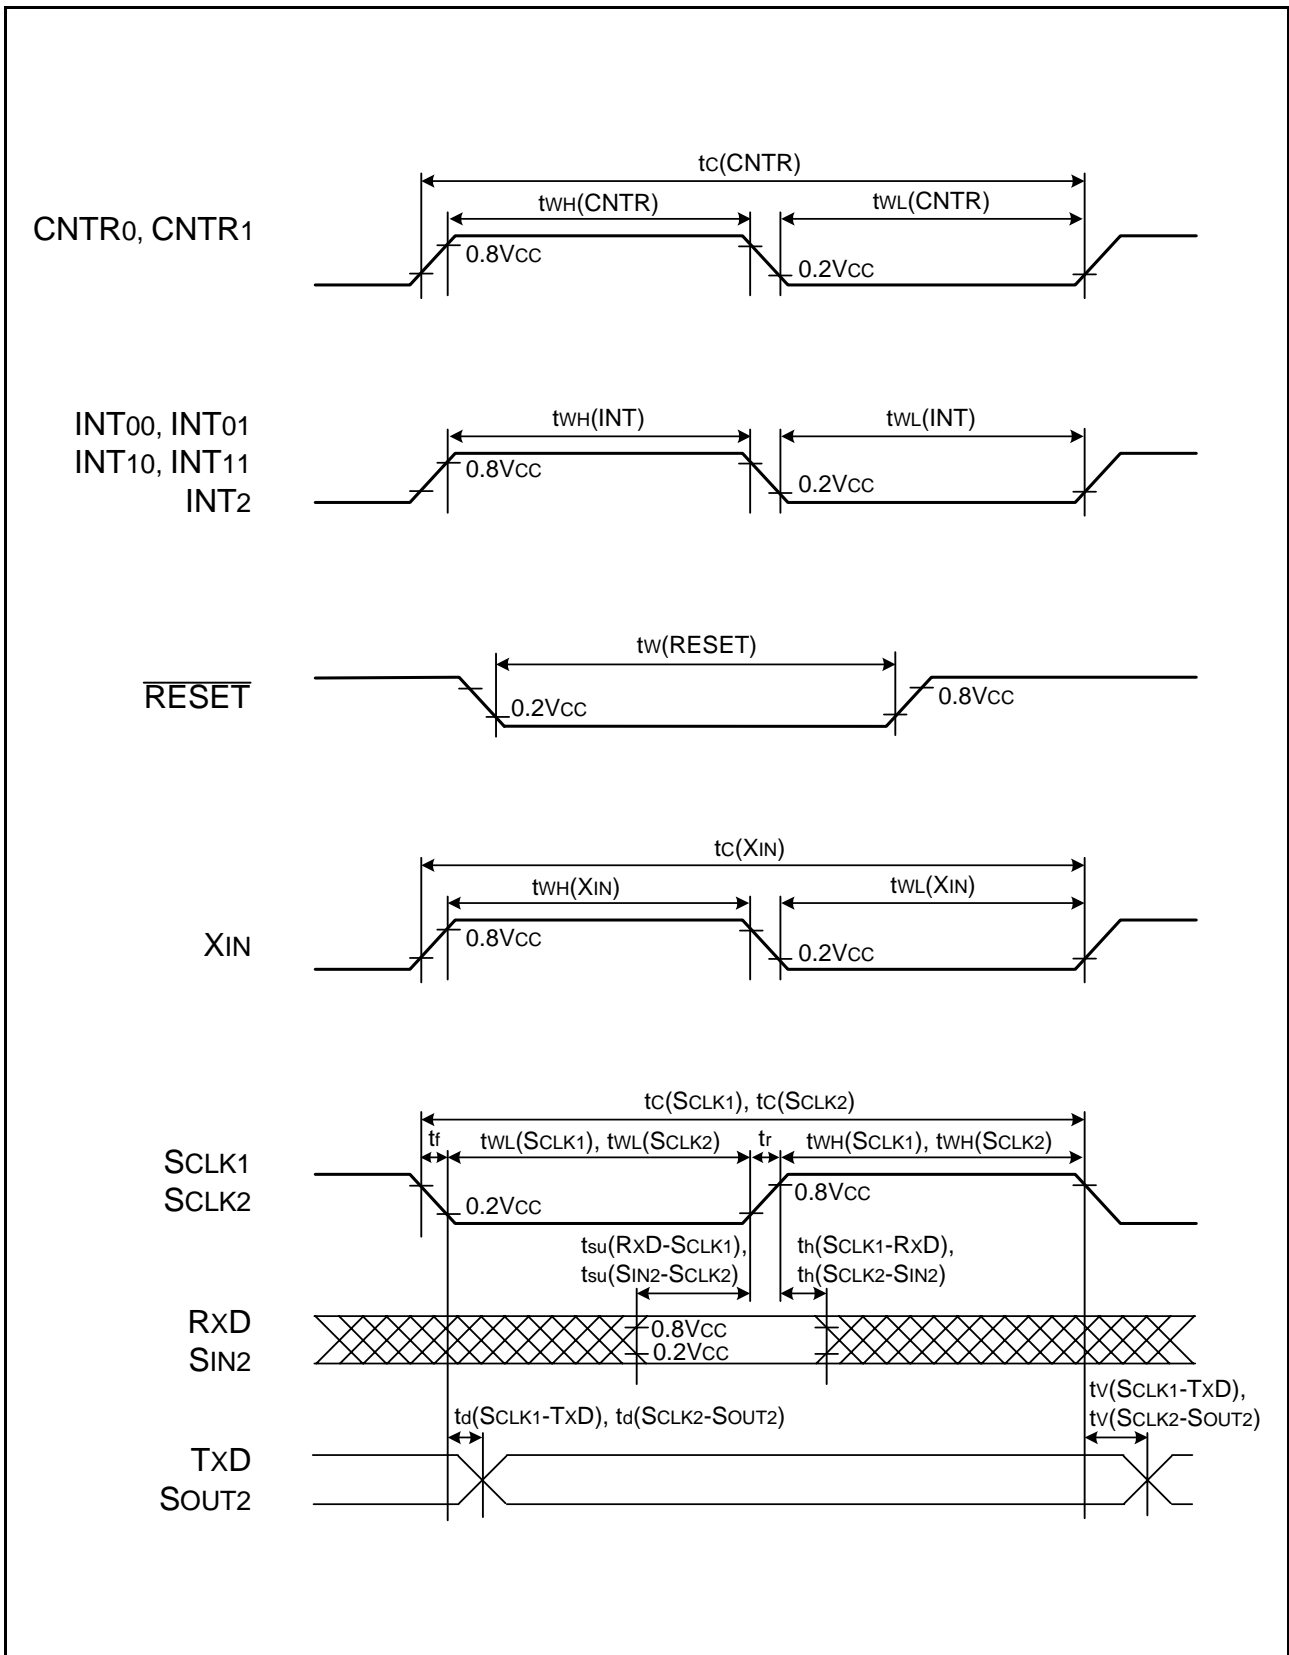 tC(CNTR)
tWH(CNTR)
tWL(CNTR)
CNTR0, CNTR1
0.8VCC
0.2VCC
INT00, INT01
INT10, INT11
INT2
tWH(INT)
tWL(INT)
0.8VCC
0.2VCC
tW(RESET)
RESET
0.2VCC
0.8VCC
tC(XIN)
tWH(XIN)
tWL(XIN)
XIN
0.8VCC
0.2VCC
tC(SCLK1), tC(SCLK2)
tf
tWL(SCLK1), tWL(SCLK2)
tr
tWH(SCLK1), tWH(SCLK2)
SCLK1
SCLK2
0.2VCC
0.8VCC
tsu(RXD-SCLK1),
tsu(SIN2-SCLK2)
th(SCLK1-RXD),
th(SCLK2-SIN2)
RXD
SIN2
0.8VCC
0.2VCC
td(SCLK1-TXD), td(SCLK2-SOUT2)
tV(SCLK1-TXD),
tV(SCLK2-SOUT2)
TXD
SOUT2